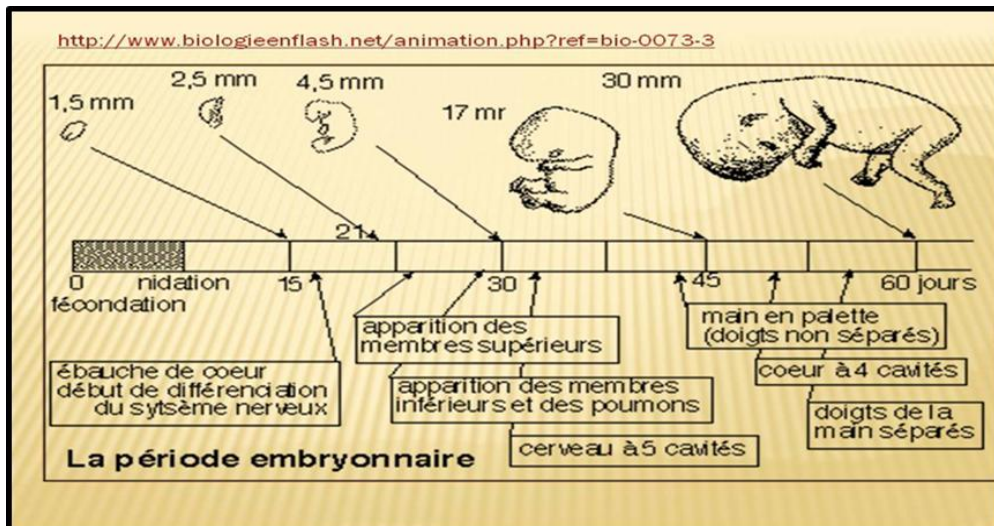 http://www.biologieenflash.net/animation.php?ref=bio-0073-3
1,5 mm
2,5 mm
4,5 mm
17 mr
30 mm
21
0
nidation
15
30
45
60 jours
fécondation
ébauche de coeur
début de différenciation
du sytsème nerveux
apparition des
membres supérieurs
apparition des membres
inférieurs et des poumons
cerveau à 5 cavités
main en palette
(doigts non séparés)
coeur à 4 cavités
doigts de la
main séparés
La période embryonnaire